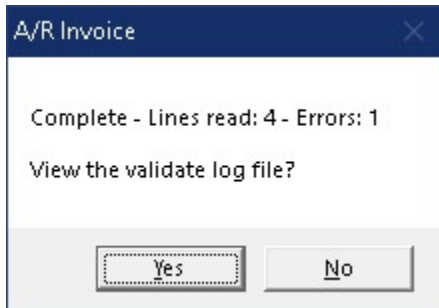 A/R Invoice
Complete - Lines read: 4 - Errors: 1
View the validate log file?
Yes
No